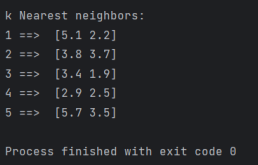 k Nearest neighbors:
1 ==>  [5.1 2.2]
2 ==>  [3.8 3.7]
3 ==>  [3.4 1.9]
4 ==>  [2.9 2.5]
5 ==>  [5.7 3.5]
Process finished with exit code 0